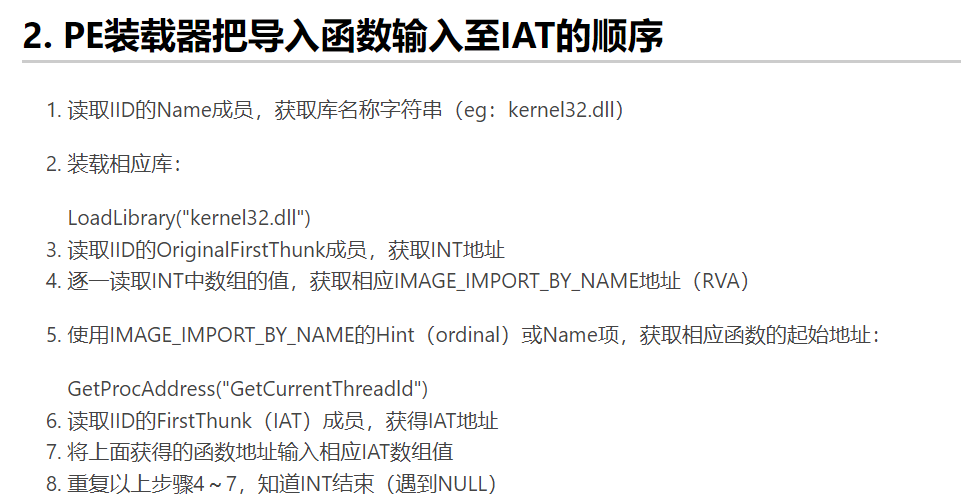 2. PE装载器把导入函数输入至IAT的顺序
1. 读取IID的Name成员，获取库名称字符串（eg：kernel32.dll）
2. 装载相应库：
LoadLibrary("kernel32.dll")
3. 读取IID的OriginalFirstThunk成员，获取INT地址
4. 逐一读取INT中数组的值，获取相应IMAGE_IMPORT_BY_NAME地址（RVA）
5. 使用IMAGE_IMPORT_BY_NAME的Hint（ordinal）或Name项，获取相应函数的起始地址：
GetProcAddress("GetCurrentThreadld")
6. 读取IID的FirstThunk（IAT）成员，获得IAT地址
7. 将上面获得的函数地址输入相应IAT数组值
8. 重复以上步骤4～7，知道INT结束（遇到NULL）